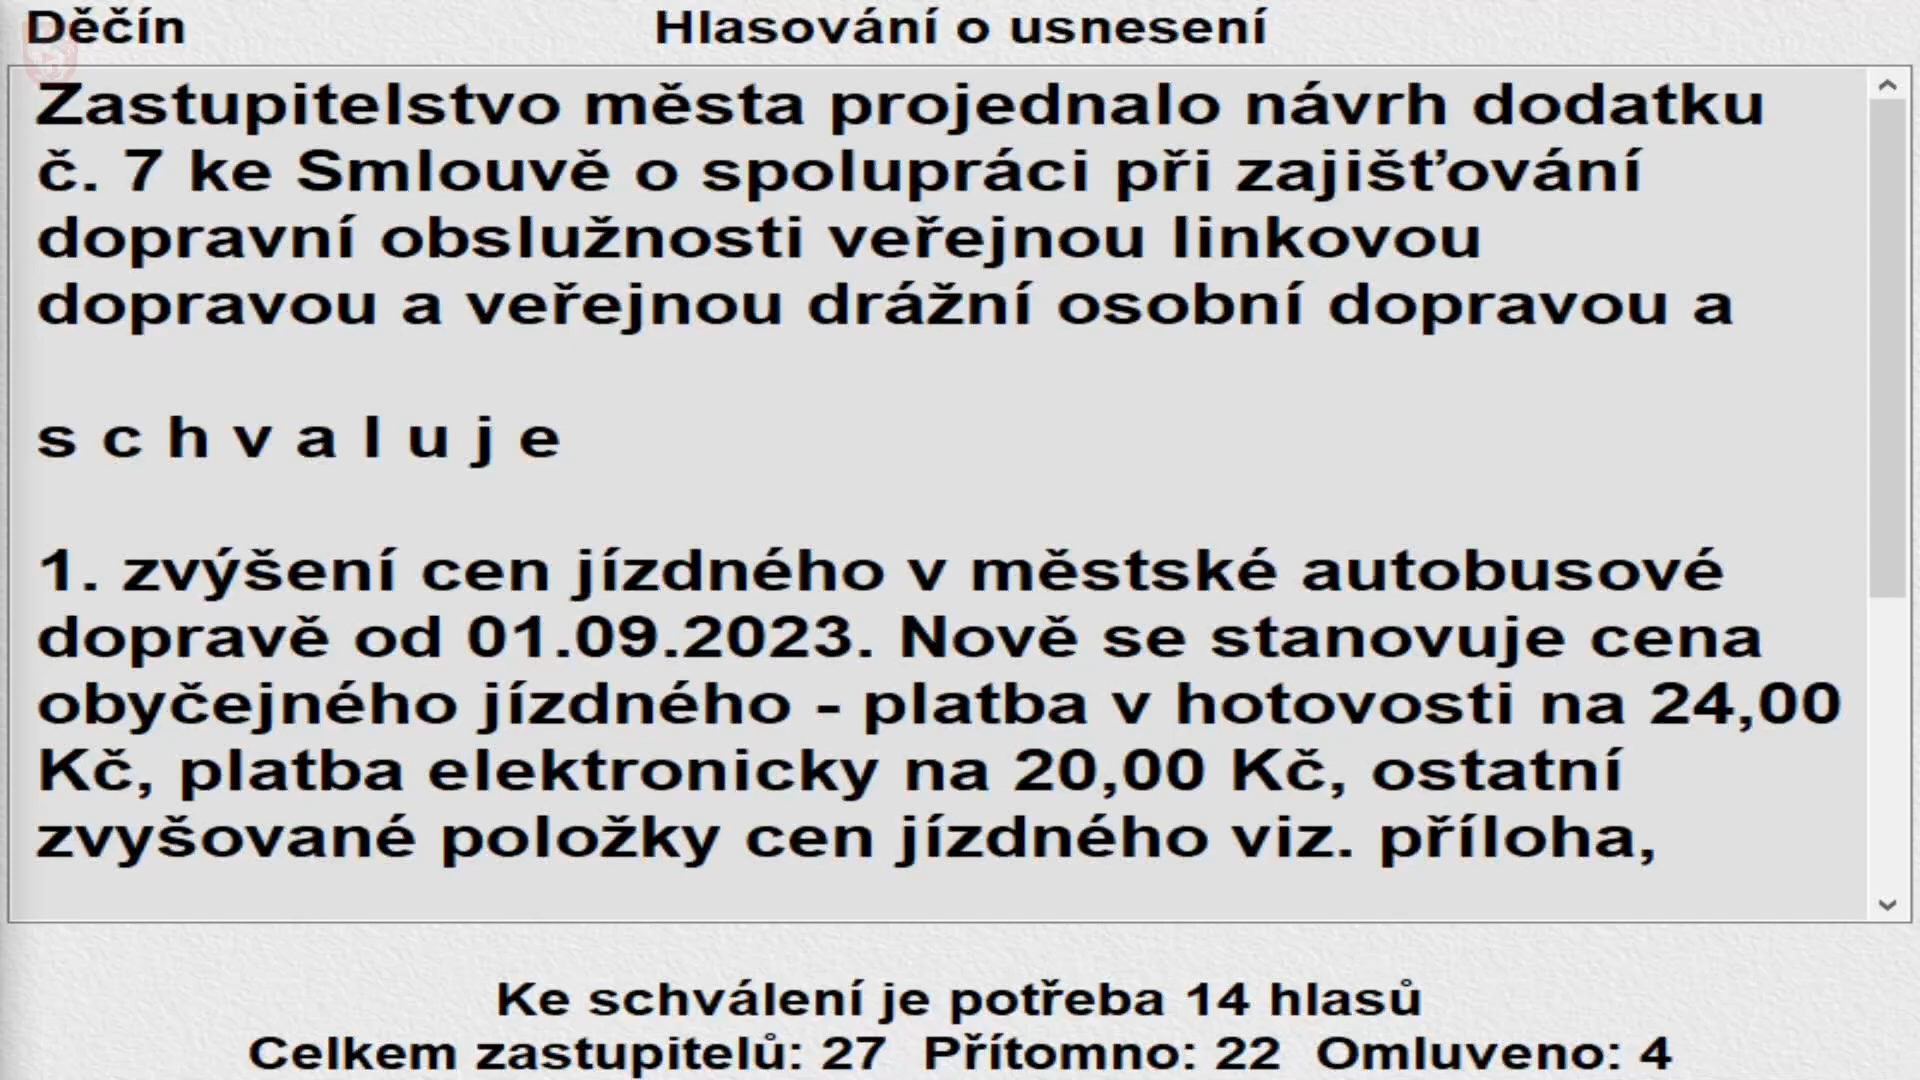 Děčín
Hlasování o usnesení
Zastupitelstvo města projednalo návrh dodatku
č. 7 ke Smlouvě o spolupráci při zajišťování
dopravní obslužnosti veřejnou linkovou
dopravou a veřejnou drážní osobní dopravou a
s c h v a l u j e
1. zvýšení cen jízdného v městské autobusové
dopravě od 01.09.2023. Nově se stanovuje cena
obyčejného jízdného - platba v hotovosti na 24,00
Kč, platba elektronicky na 20,00 Kč, ostatní
zvyšované položky cen jízdného viz. příloha,
Ke schválení je potřeba 14 hlasů
Celkem zastupitelů: 27 Přítomno: 22 Omluveno: 4